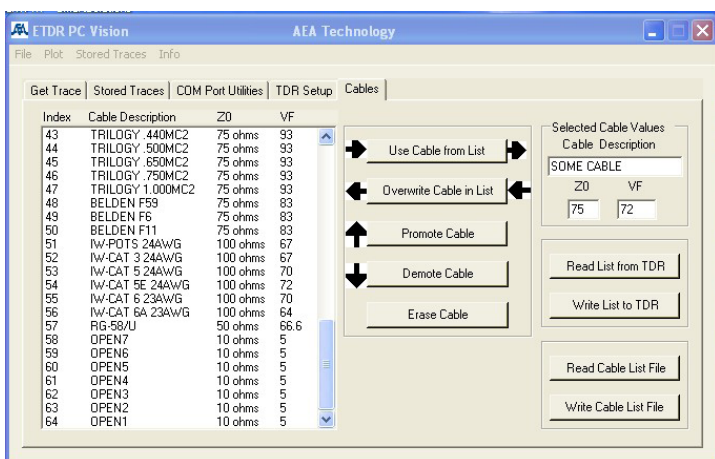 ETDR PC Vision AEA Technology
File Plot Stored Traces Info
Get Trace Stored Traces COM Port Utilities TDR Setup Cables
Index Cable Description Z0 VF
43 TRILOGY .440MC2 75 ohms 93
44 TRILOGY .500MC2 75 ohms 93
45 TRILOGY .650MC2 75 ohms 93
46 TRILOGY .750MC2 75 ohms 93
47 TRILOGY 1.000MC2 75 ohms 93
48 BELDEN F59 75 ohms 83
49 BELDEN F6 75 ohms 83
50 BELDEN F11 75 ohms 83
51 IW-POTS 24AWG 100 ohms 67
52 IW-CAT 3 24AWG 100 ohms 67
53 IW-CAT 5 24AWG 100 ohms 70
54 IW-CAT 5E 24AWG 100 ohms 72
55 IW-CAT 6 23AWG 100 ohms 70
56 IW-CAT 6A 23AWG 100 ohms 64
57 RG-58/U 50 ohms 66.6
58 OPEN7 10 ohms 5
59 OPEN6 10 ohms 5
60 OPEN5 10 ohms 5
61 OPEN4 10 ohms 5
62 OPEN3 10 ohms 5
63 OPEN2 10 ohms 5
64 OPEN1 10 ohms 5
Use Cable from List
Overwrite Cable in List
Promote Cable
Demote Cable
Erase Cable
Selected Cable Values
Cable Description
SOME CABLE
Z0 VF
75 72
Read List from TDR
Write List to TDR
Read Cable List File
Write Cable List File